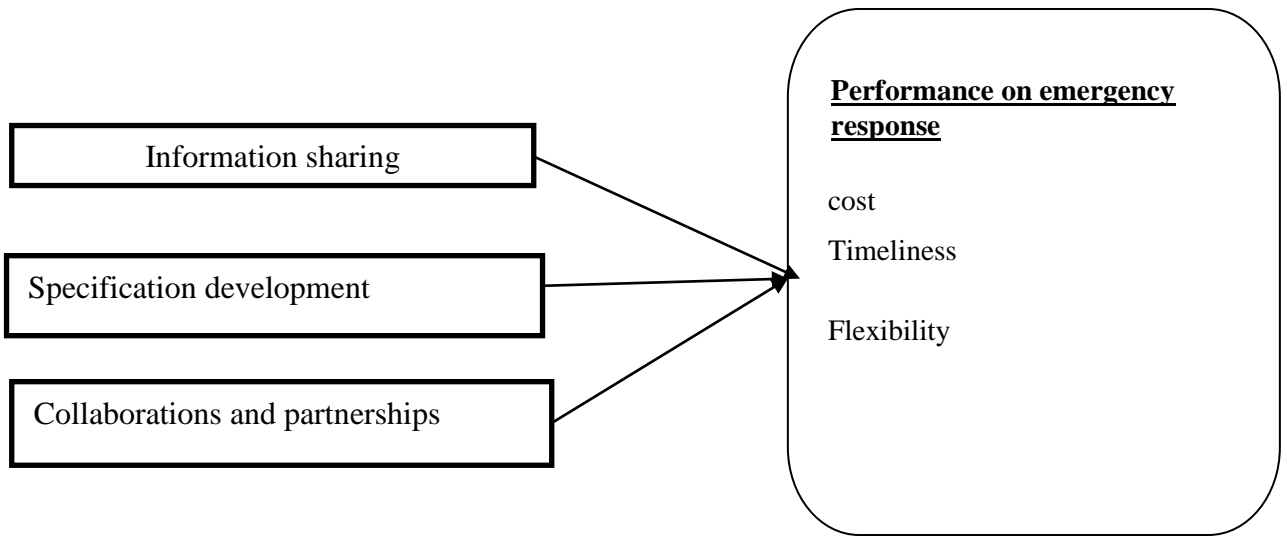 Information sharing
Specification development
Collaborations and partnerships
Performance on emergency
response
cost
Timeliness
Flexibility